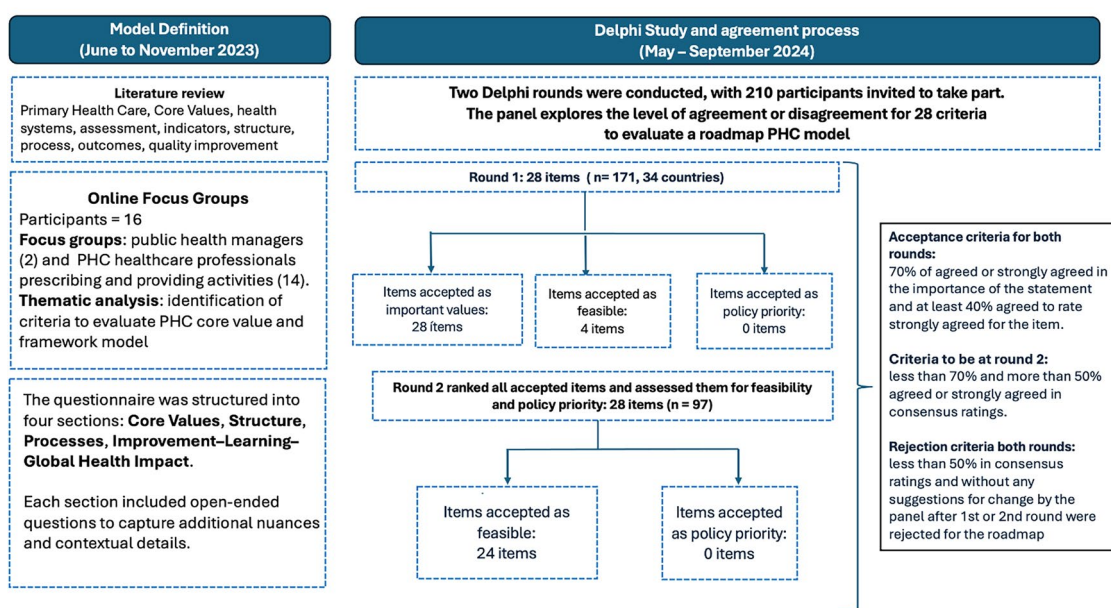 Model Definition
(June to November 2023)
Literature review
Primary Health Care, Core Values, health
systems, assessment, indicators, structure,
process, outcomes, quality improvement
Online Focus Groups
Participants = 16
Focus groups: public health managers
(2) and PHC healthcare professionals
prescribing and providing activities (14).
Thematic analysis: identification of
criteria to evaluate PHC core value and
framework model
The questionnaire was structured into
four sections: Core Values, Structure,
Processes, Improvement–Learning–
Global Health Impact.
Each section included open-ended
questions to capture additional nuances
and contextual details.
Delphi Study and agreement process
(May – September 2024)
Two Delphi rounds were conducted, with 210 participants invited to take part.
The panel explores the level of agreement or disagreement for 28 criteria
to evaluate a roadmap PHC model
Round 1: 28 items ( n= 171, 34 countries)
Items accepted as
important values:
28 items
Items accepted as
feasible:
4 items
Items accepted as
policy priority:
0 items
Round 2 ranked all accepted items and assessed them for feasibility
and policy priority: 28 items (n = 97)
Items accepted as
feasible:
24 items
Items accepted
as policy priority:
0 items
Acceptance criteria for both
rounds:
70% of agreed or strongly agreed in
the importance of the statement
and at least 40% agreed to rate
strongly agreed for the item.
Criteria to be at round 2:
less than 70% and more than 50%
agreed or strongly agreed in
consensus ratings.
Rejection criteria both rounds:
less than 50% in consensus
ratings and without any
suggestions for change by the
panel after 1st or 2nd round were
rejected for the roadmap